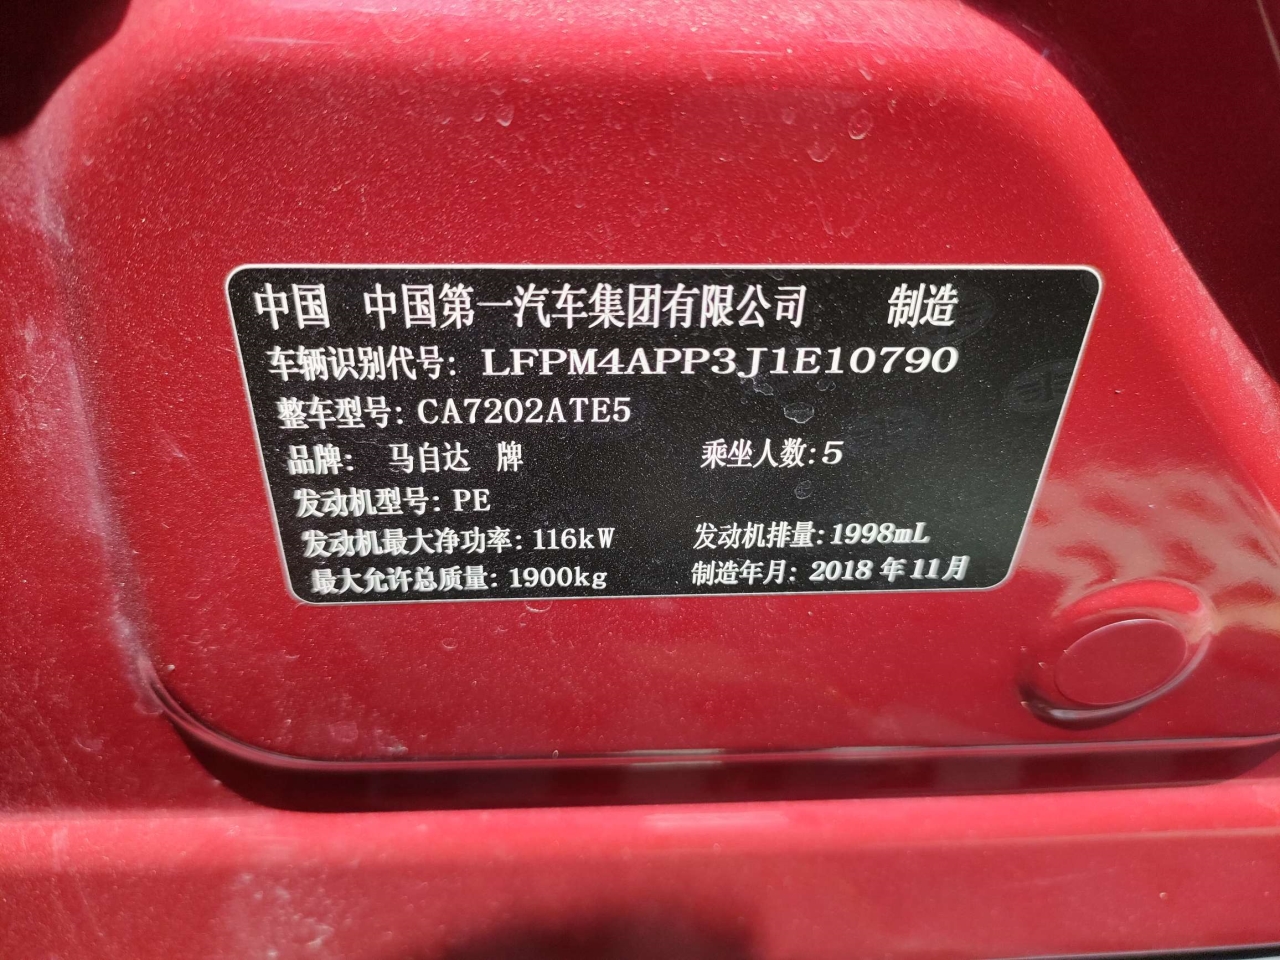 中国 中国第一汽车集团有限公司 制造
车辆识别代号: LFPM4APP3J1E10790
整车型号: CA7202ATE5
品牌: 马自达 牌 乘坐人数: 5
发动机型号: PE
发动机最大净功率: 116kW 发动机排量: 1998mL
最大允许总质量: 1900kg 制造年月: 2018 年 11 月